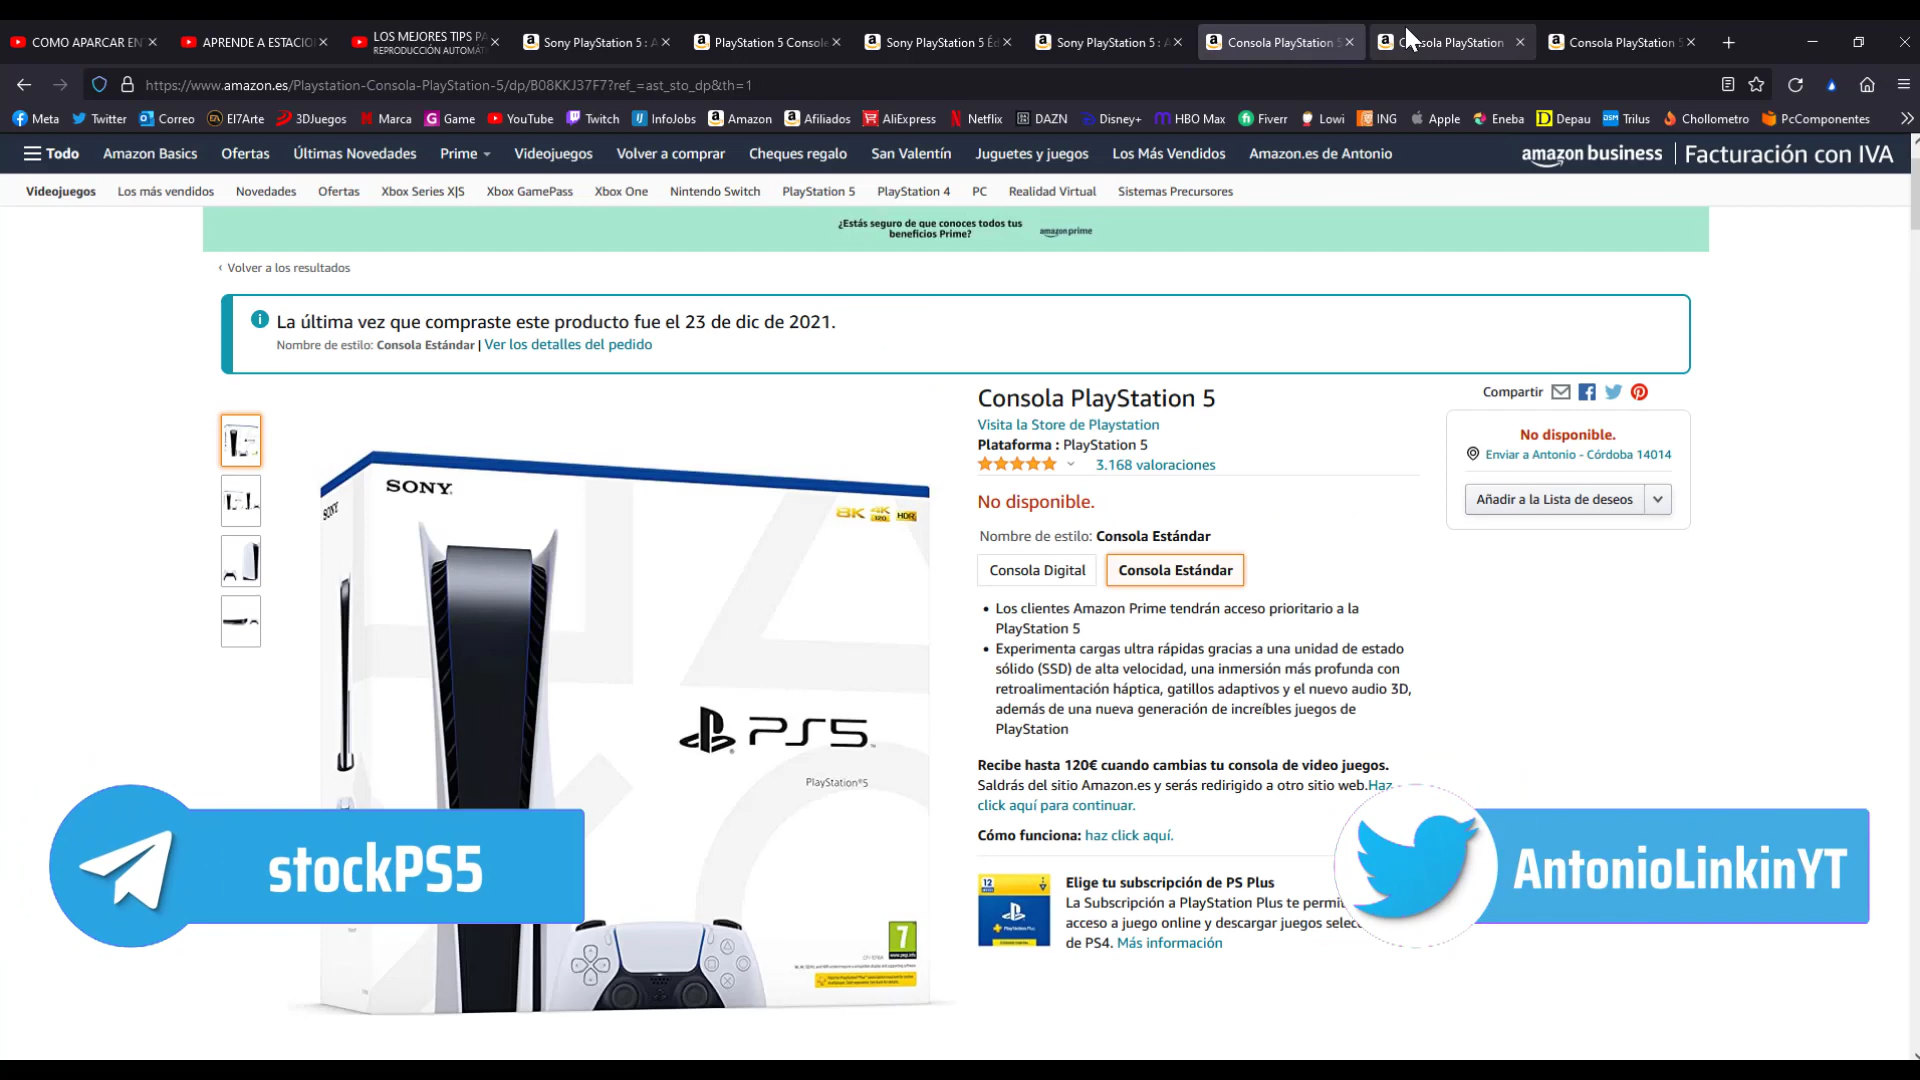 COMO APARCAR EN
APRENDE A ESTACIO
LOS MEJORES TIPS PA
REPRODUCCIÓN AUTOMÁT
Sony PlayStation 5 : A
PlayStation 5 Console
Sony PlayStation 5 Éd
Sony PlayStation 5 : A
Consola PlayStation 5
sola PlayStation
Consola PlayStation 5
https://www.amazon.es/Playstation-Consola-PlayStation-5/dp/B08KKJ37F7?ref_=ast_sto_dp&th=1
Meta
Twitter
Correo
El7Arte
3DJuegos
Marca
Game
YouTube
Twitch
InfoJobs
Amazon
Afiliados
AliExpress
Netflix
DAZN
Disney+
HBO Max
Fiverr
Lowi
ING
Apple
Eneba
Depau
Trilus
Chollometro
PcComponentes
Todo
Amazon Basics
Ofertas
Últimas Novedades
Prime
Videojuegos
Volver a comprar
Cheques regalo
San Valentín
Juguetes y juegos
Los Más Vendidos
Amazon.es de Antonio
amazon business | Facturación con IVA
Videojuegos
Los más vendidos
Novedades
Ofertas
Xbox Series X|S
Xbox GamePass
Xbox One
Nintendo Switch
PlayStation 5
PlayStation 4
PC
Realidad Virtual
Sistemas Precursores
¿Estás seguro de que conoces todos tus
beneficios Prime?
amazon prime
‹ Volver a los resultados
La última vez que compraste este producto fue el 23 de dic de 2021.
Nombre de estilo: Consola Estándar | Ver los detalles del pedido
SONY
SONY
8K 4K 120 HDR
PS5
PlayStation®5
7
Consola PlayStation 5
Visita la Store de Playstation
Plataforma : PlayStation 5
3.168 valoraciones
No disponible.
Nombre de estilo: Consola Estándar
Consola Digital
Consola Estándar
• Los clientes Amazon Prime tendrán acceso prioritario a la
PlayStation 5
• Experimenta cargas ultra rápidas gracias a una unidad de estado
sólido (SSD) de alta velocidad, una inmersión más profunda con
retroalimentación háptica, gatillos adaptivos y el nuevo audio 3D,
además de una nueva generación de increíbles juegos de
PlayStation
Recibe hasta 120€ cuando cambias tu consola de video juegos.
Saldrás del sitio Amazon.es y serás redirigido a otro sitio web.Haz
click aquí para continuar.
Cómo funciona: haz click aquí.
12
PlayStation Plus
Elige tu subscripción de PS Plus
La Subscripción a PlayStation Plus te permi
acceso a juego online y descargar juegos selec
de PS4. Más información
Compartir
No disponible.
Enviar a Antonio - Córdoba 14014
Añadir a la Lista de deseos
stockPS5
AntonioLinkinYT